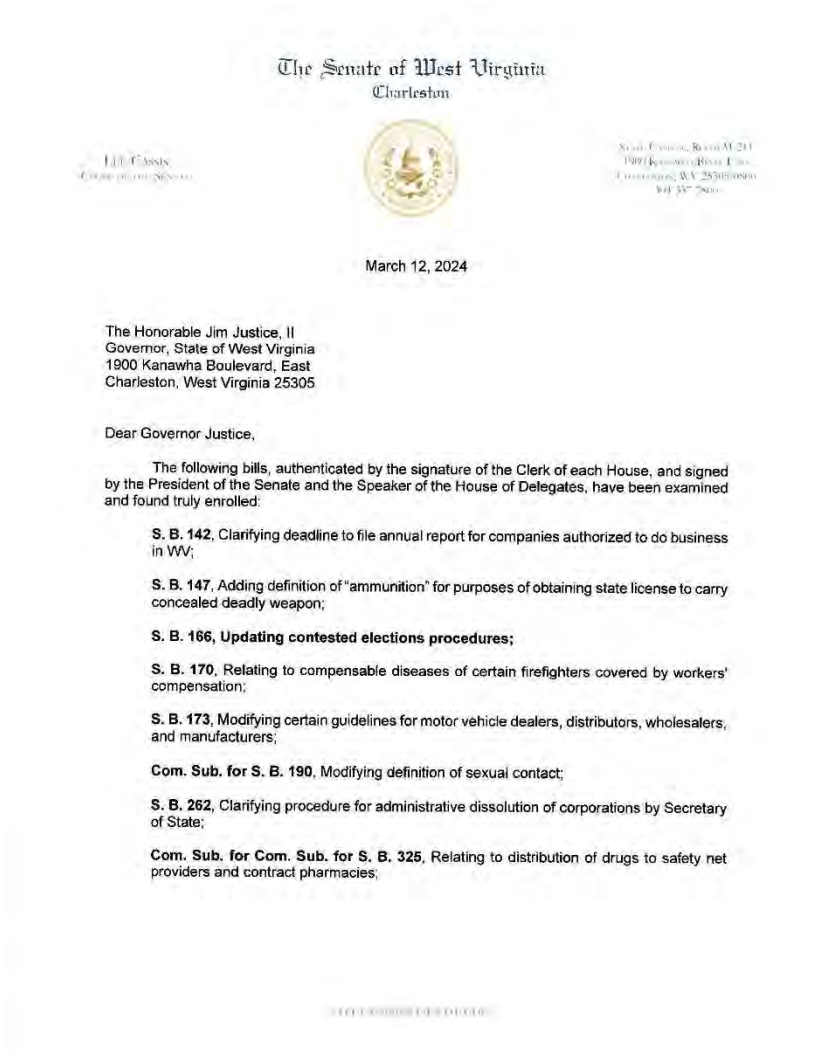 The Senate of West Virginia
Charleston
LEE CASSIS
CLERK OF THE SENATE
March 12, 2024
The Honorable Jim Justice, II
Governor, State of West Virginia
1900 Kanawha Boulevard, East
Charleston, West Virginia 25305
Dear Governor Justice,
The following bills, authenticated by the signature of the Clerk of each House, and signed
by the President of the Senate and the Speaker of the House of Delegates, have been examined
and found truly enrolled:
S. B. 142, Clarifying deadline to file annual report for companies authorized to do business
in WV;
S. B. 147, Adding definition of "ammunition" for purposes of obtaining state license to carry
concealed deadly weapon;
S. B. 166, Updating contested elections procedures;
S. B. 170, Relating to compensable diseases of certain firefighters covered by workers'
compensation;
S. B. 173, Modifying certain guidelines for motor vehicle dealers, distributors, wholesalers,
and manufacturers;
Com. Sub. for S. B. 190, Modifying definition of sexual contact;
S. B. 262, Clarifying procedure for administrative dissolution of corporations by Secretary
of State;
Com. Sub. for Com. Sub. for S. B. 325, Relating to distribution of drugs to safety net
providers and contract pharmacies;